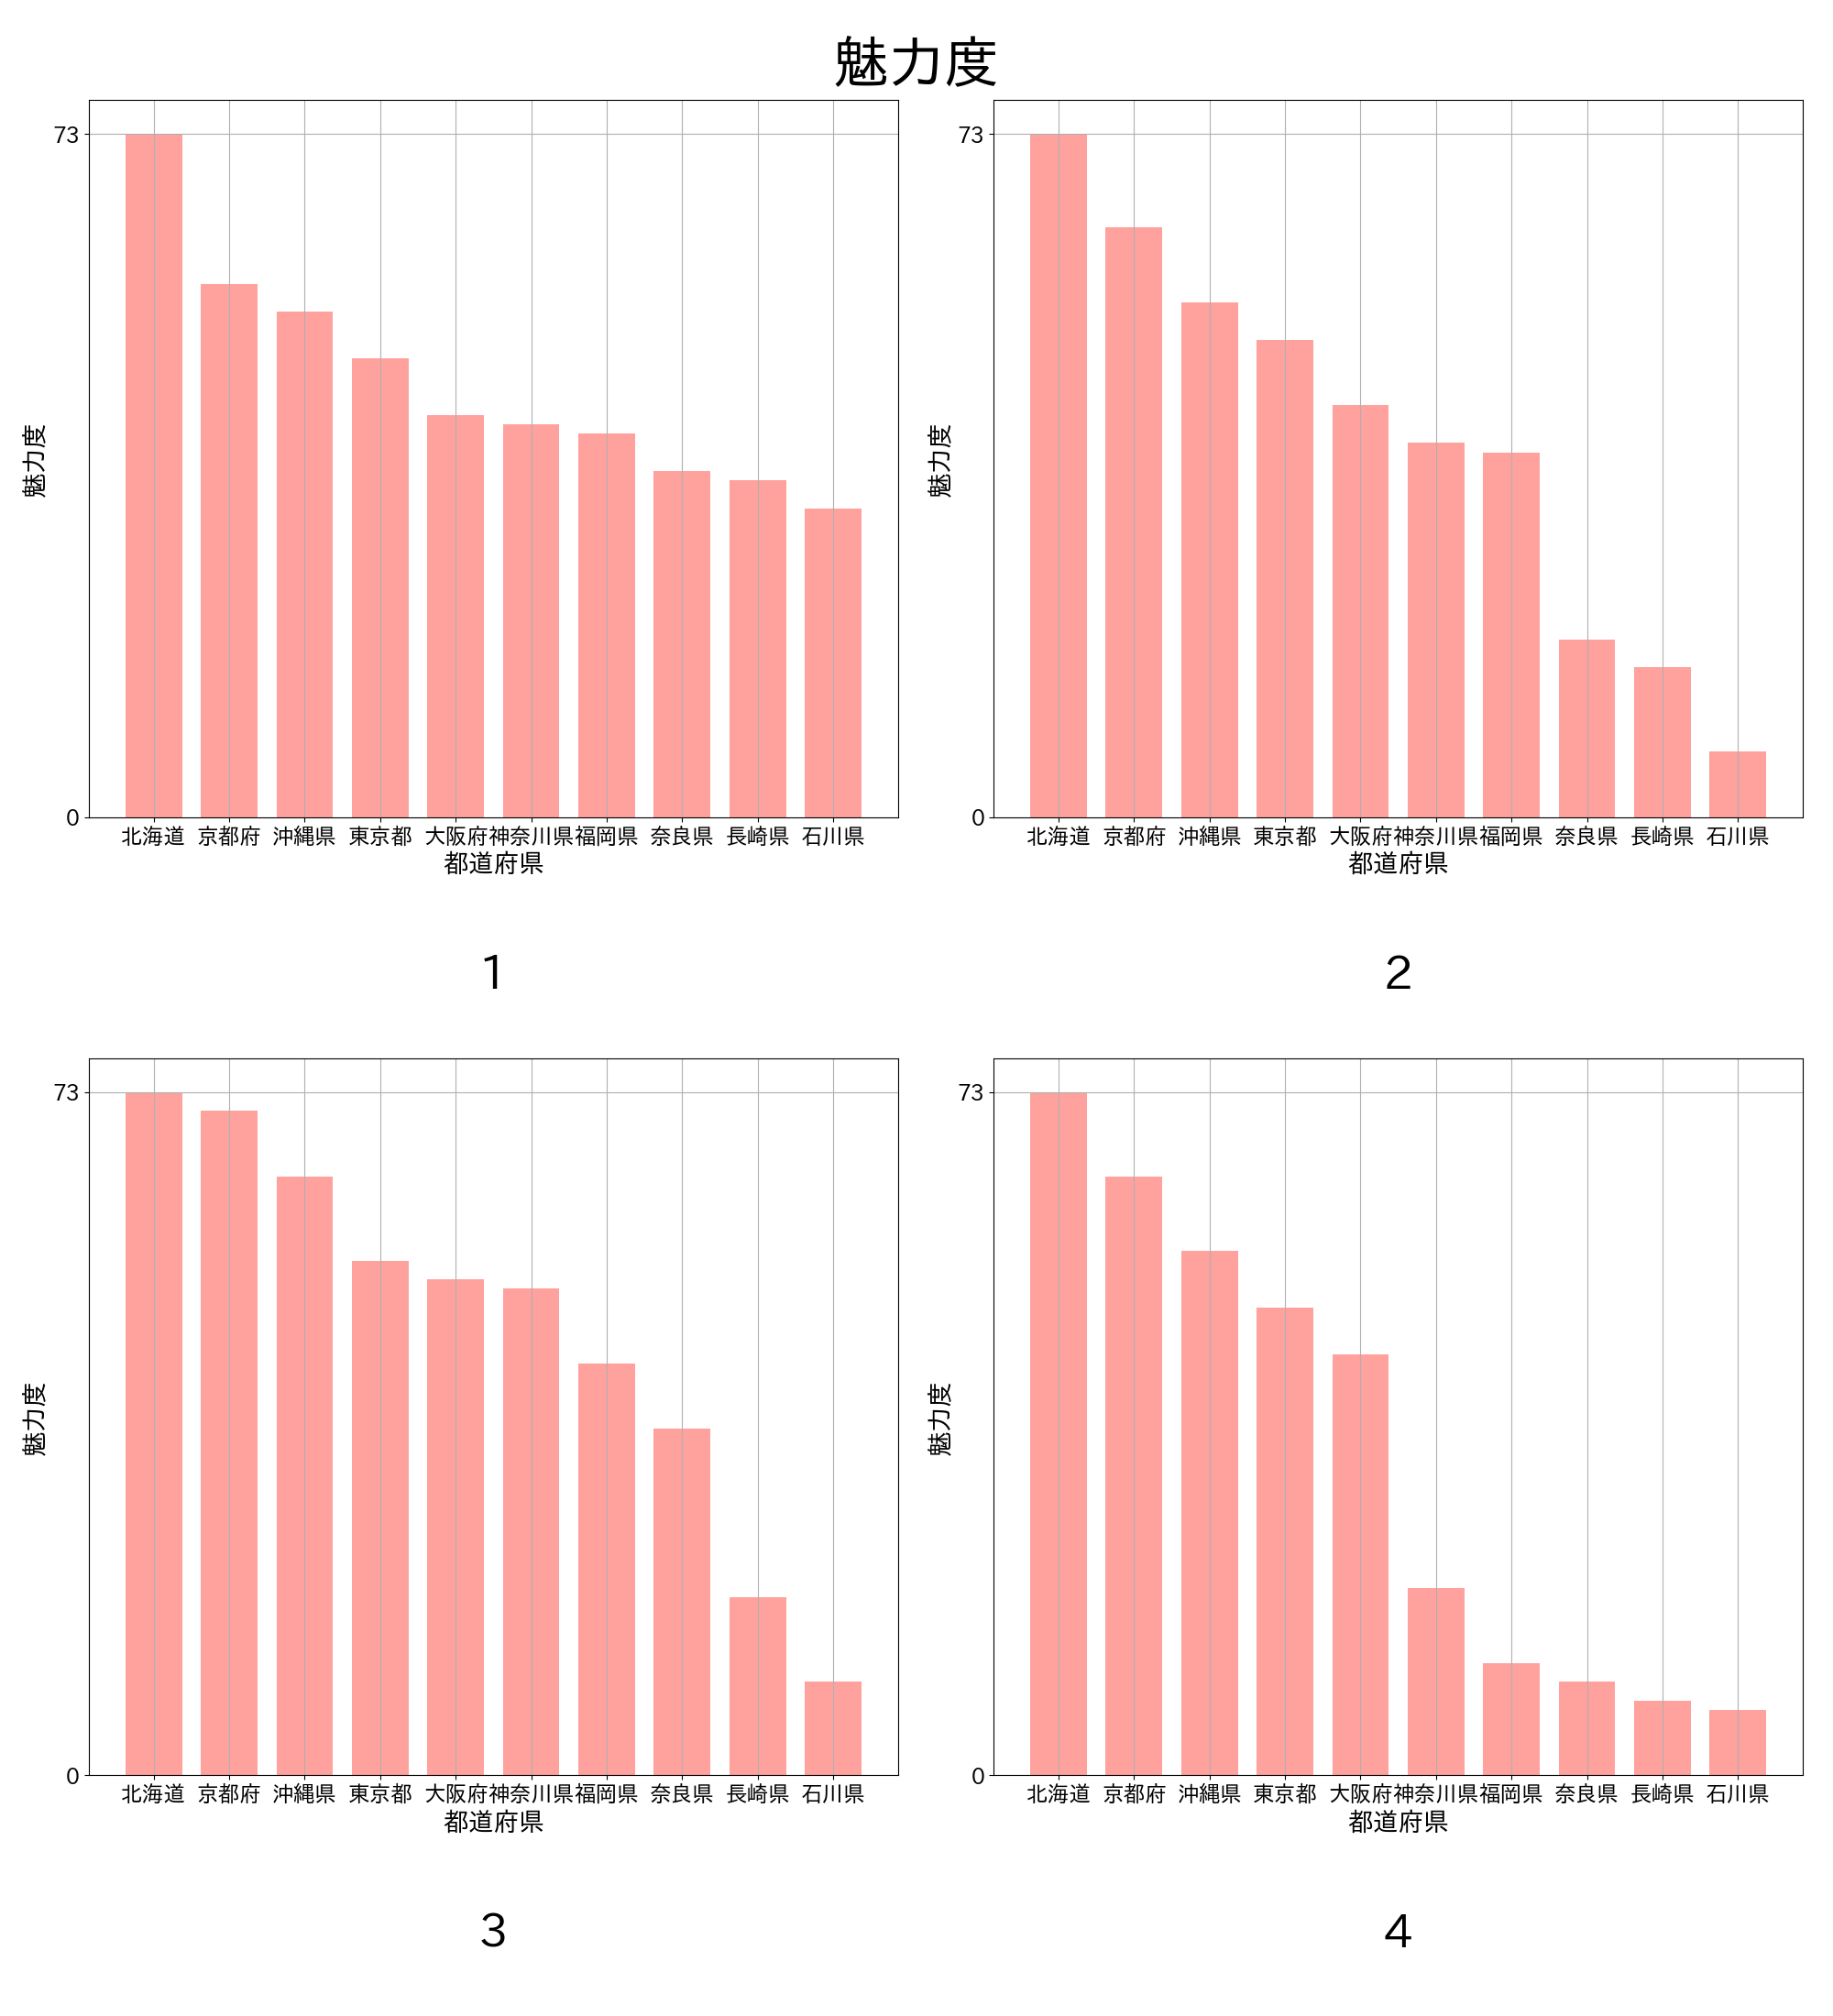 魅力度
73
0
魅力度
北海道 京都府 沖縄県 東京都 大阪府 神奈川県 福岡県 奈良県 長崎県 石川県
都道府県
1
73
0
魅力度
北海道 京都府 沖縄県 東京都 大阪府 神奈川県 福岡県 奈良県 長崎県 石川県
都道府県
2
73
0
魅力度
北海道 京都府 沖縄県 東京都 大阪府 神奈川県 福岡県 奈良県 長崎県 石川県
都道府県
3
73
0
魅力度
北海道 京都府 沖縄県 東京都 大阪府 神奈川県 福岡県 奈良県 長崎県 石川県
都道府県
4